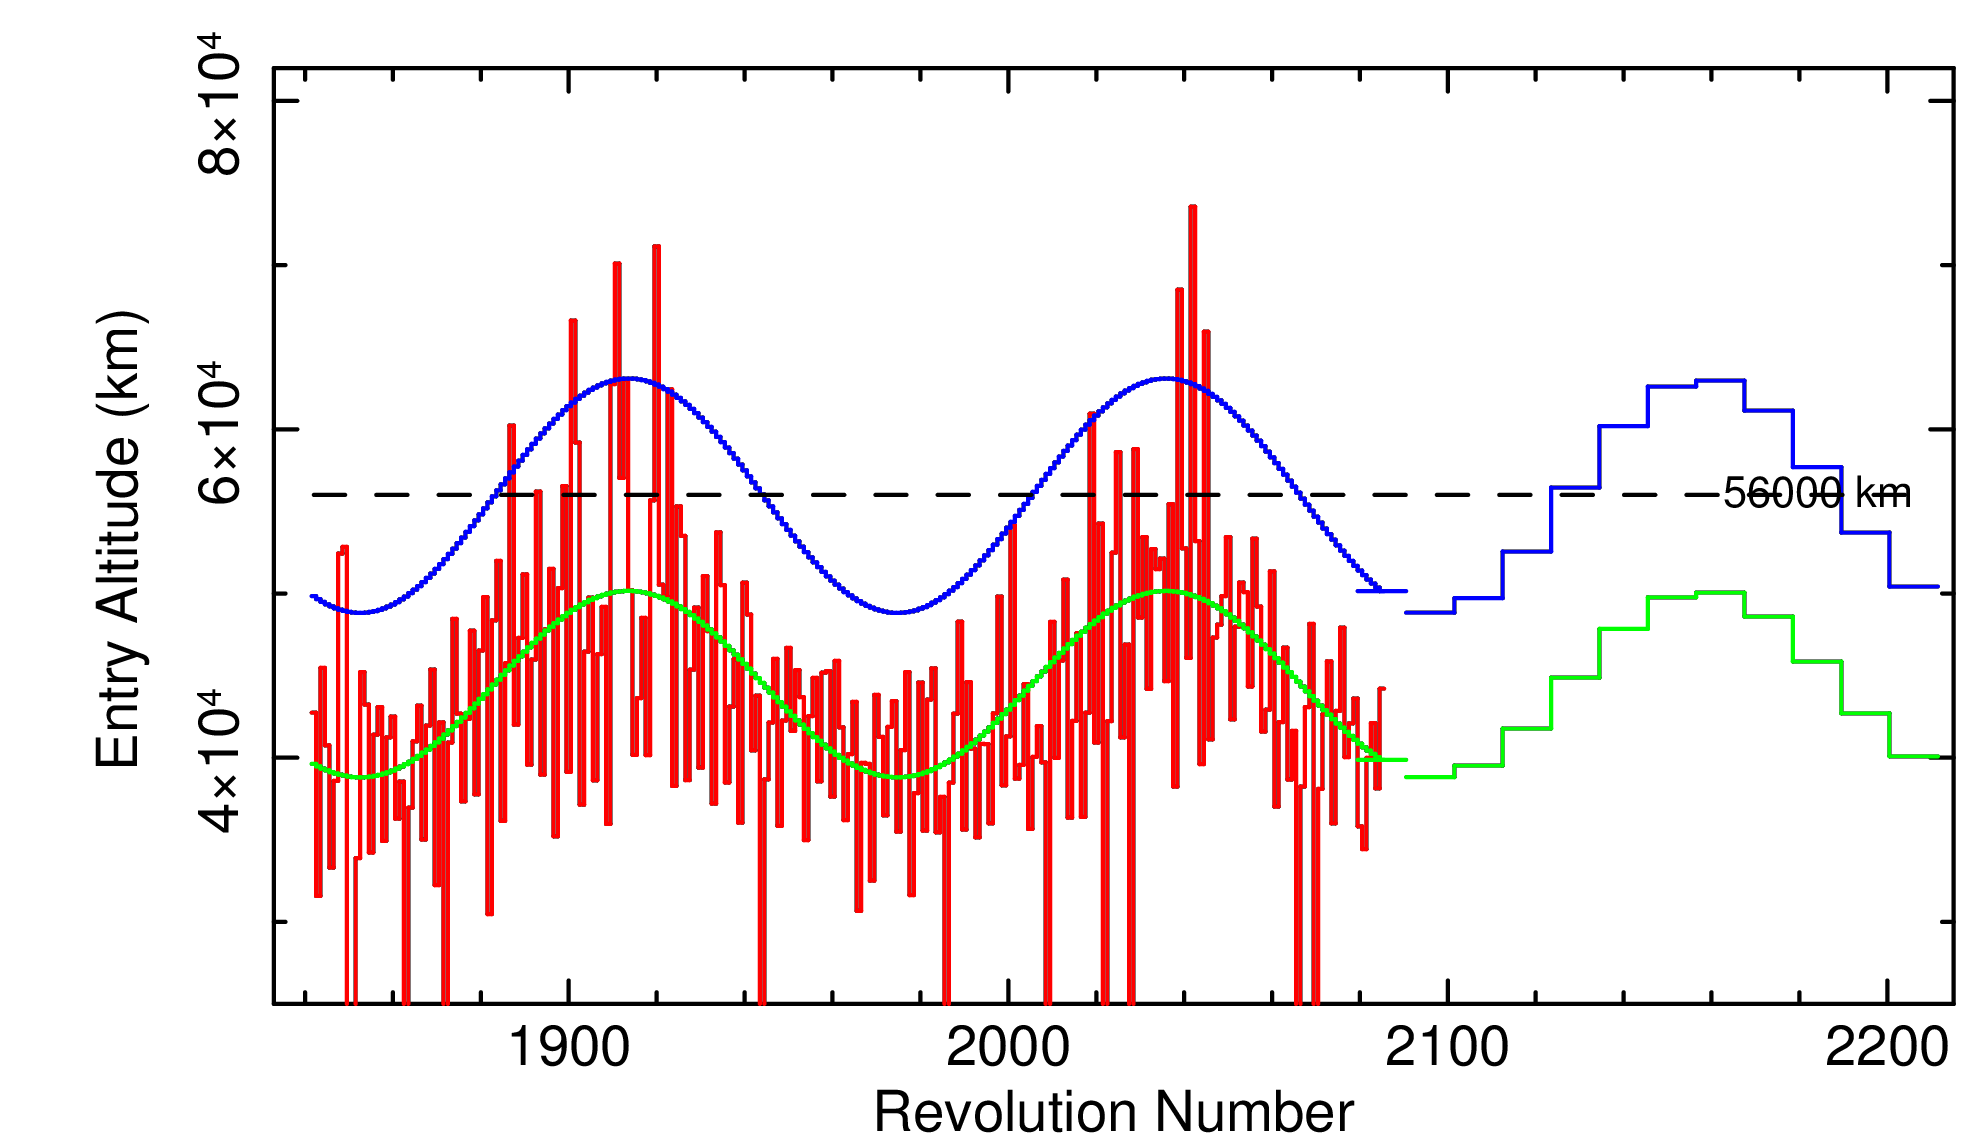 8×10⁴
6×10⁴
4×10⁴
Entry Altitude (km)
56000 km
1900 2000 2100 2200
Revolution Number